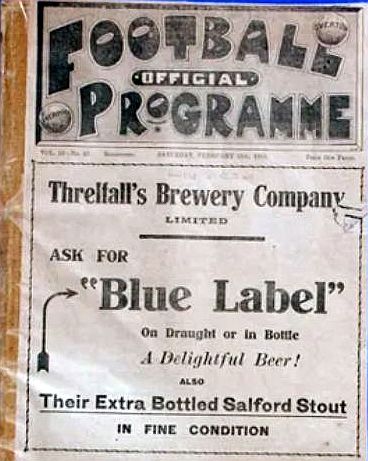 EVERTON
FOOTBALL
OFFICIAL
PROGRAMME
EVERTON
SATURDAY, FEBRUARY
Threlfall's Brewery Company
LIMITED
ASK FOR
"Blue Label"
On Draught or in Bottle
A Delightful Beer!
ALSO
Their Extra Bottled Salford Stout
IN FINE CONDITION